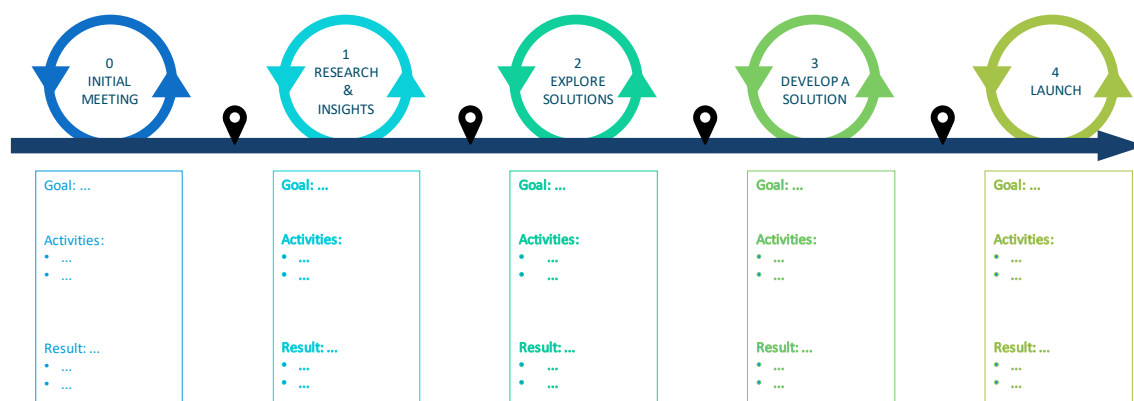 0
INITIAL
MEETING
1
RESEARCH
&
INSIGHTS
2
EXPLORE
SOLUTIONS
3
DEVELOP A
SOLUTION
4
LAUNCH
Goal: ...
Activities:
• ...
• ...
Result: ...
• ...
• ...
Goal: ...
Activities:
• ...
• ...
Result: ...
• ...
• ...
Goal: ...
Activities:
• ...
• ...
Result: ...
• ...
• ...
Goal: ...
Activities:
• ...
• ...
Result: ...
• ...
• ...
Goal: ...
Activities:
• ...
• ...
Result: ...
• ...
• ...